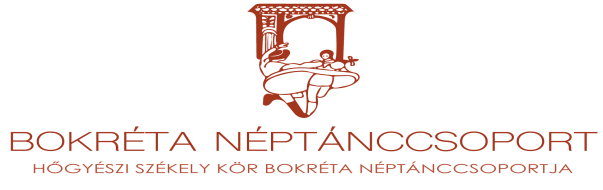 BOKRÉTA NÉPTÁNCCSOPORT
HŐGYÉSZI SZÉKELY KÖR BOKRÉTA NÉPTÁNCCSOPORTJA